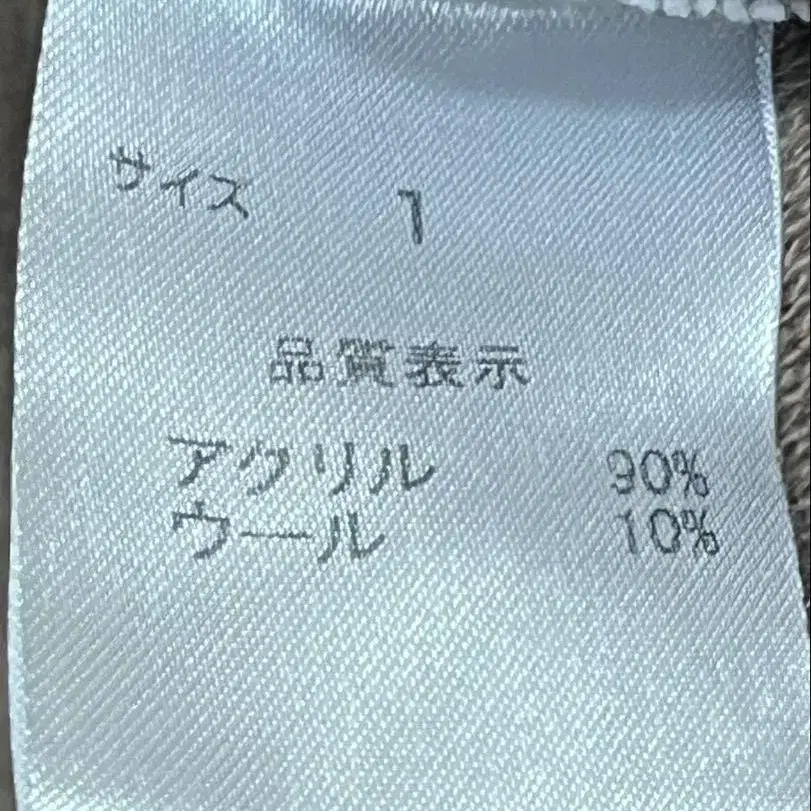 サイズ 1
品質表示
アクリル 90%
ウール 10%